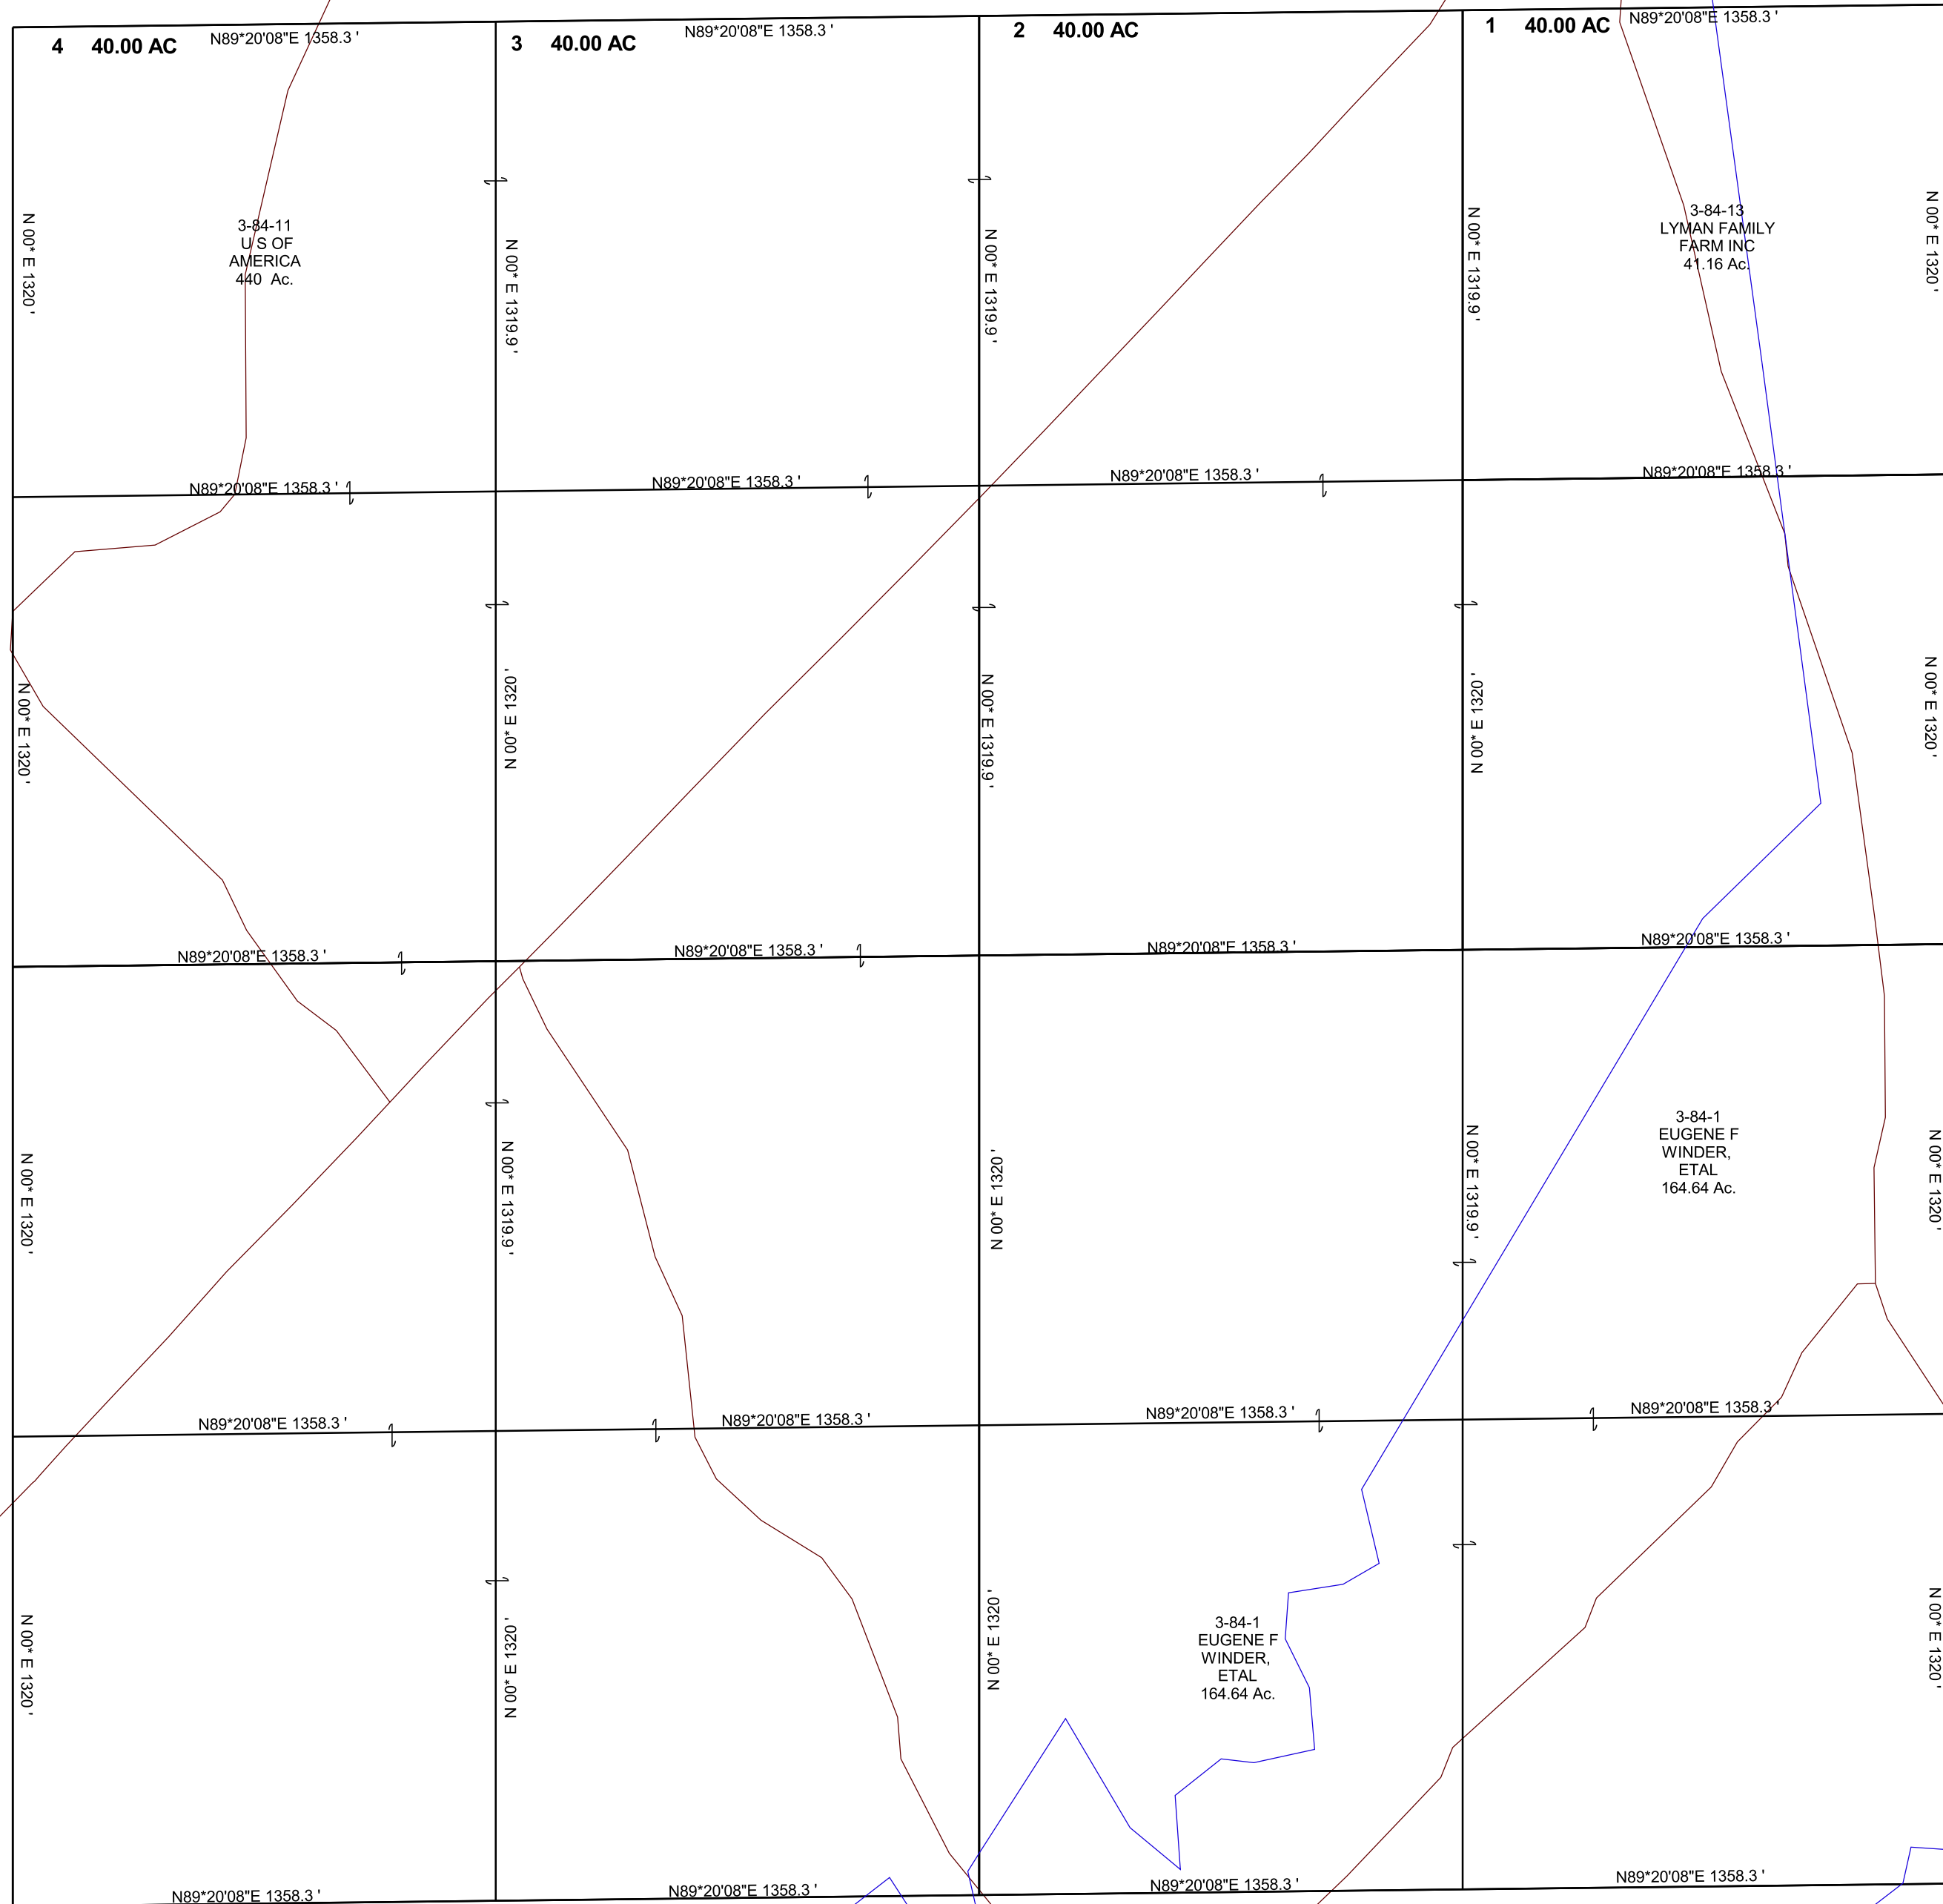 4 40.00 AC
N89*20'08"E 1358.3 '
3 40.00 AC
N89*20'08"E 1358.3 '
2 40.00 AC
1 40.00 AC
N89*20'08"E 1358.3 '
3-84-11
U S OF
AMERICA
440 Ac.
3-84-13
LYMAN FAMILY
FARM INC
41.16 Ac.
N 00* E 1320 '
N 00* E 1319.9 '
N 00* E 1319.9 '
N 00* E 1319.9 '
N 00* E 1320 '
N89*20'08"E 1358.3 '
N89*20'08"E 1358.3 '
N89*20'08"E 1358.3 '
N89*20'08"E 1358.3 '
N 00* E 1320 '
N 00* E 1320 '
N 00* E 1319.9 '
N 00* E 1320 '
N 00* E 1320 '
N89*20'08"E 1358.3 '
N89*20'08"E 1358.3 '
N89*20'08"E 1358.3 '
N89*20'08"E 1358.3 '
3-84-1
EUGENE F
WINDER,
ETAL
164.64 Ac.
N 00* E 1320 '
N 00* E 1319.9 '
N 00* E 1320 '
N 00* E 1319.9 '
N 00* E 1320 '
N89*20'08"E 1358.3 '
N89*20'08"E 1358.3 '
N89*20'08"E 1358.3 '
N89*20'08"E 1358.3 '
3-84-1
EUGENE F
WINDER,
ETAL
164.64 Ac.
N 00* E 1320 '
N 00* E 1320 '
N 00* E 1320 '
N 00* E 1320 '
N89*20'08"E 1358.3 '
N89*20'08"E 1358.3 '
N89*20'08"E 1358.3 '
N89*20'08"E 1358.3 '